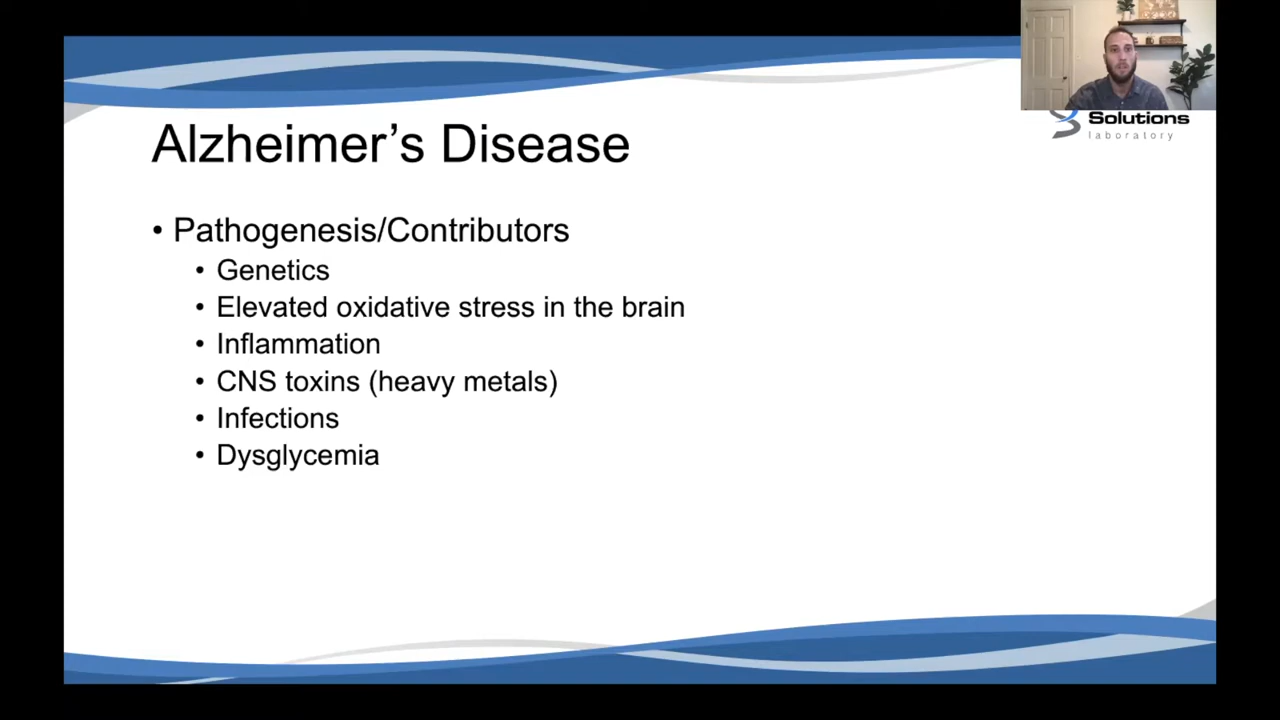 Alzheimer’s Disease
• Pathogenesis/Contributors
• Genetics
• Elevated oxidative stress in the brain
• Inflammation
• CNS toxins (heavy metals)
• Infections
• Dysglycemia
Solutions
laboratory